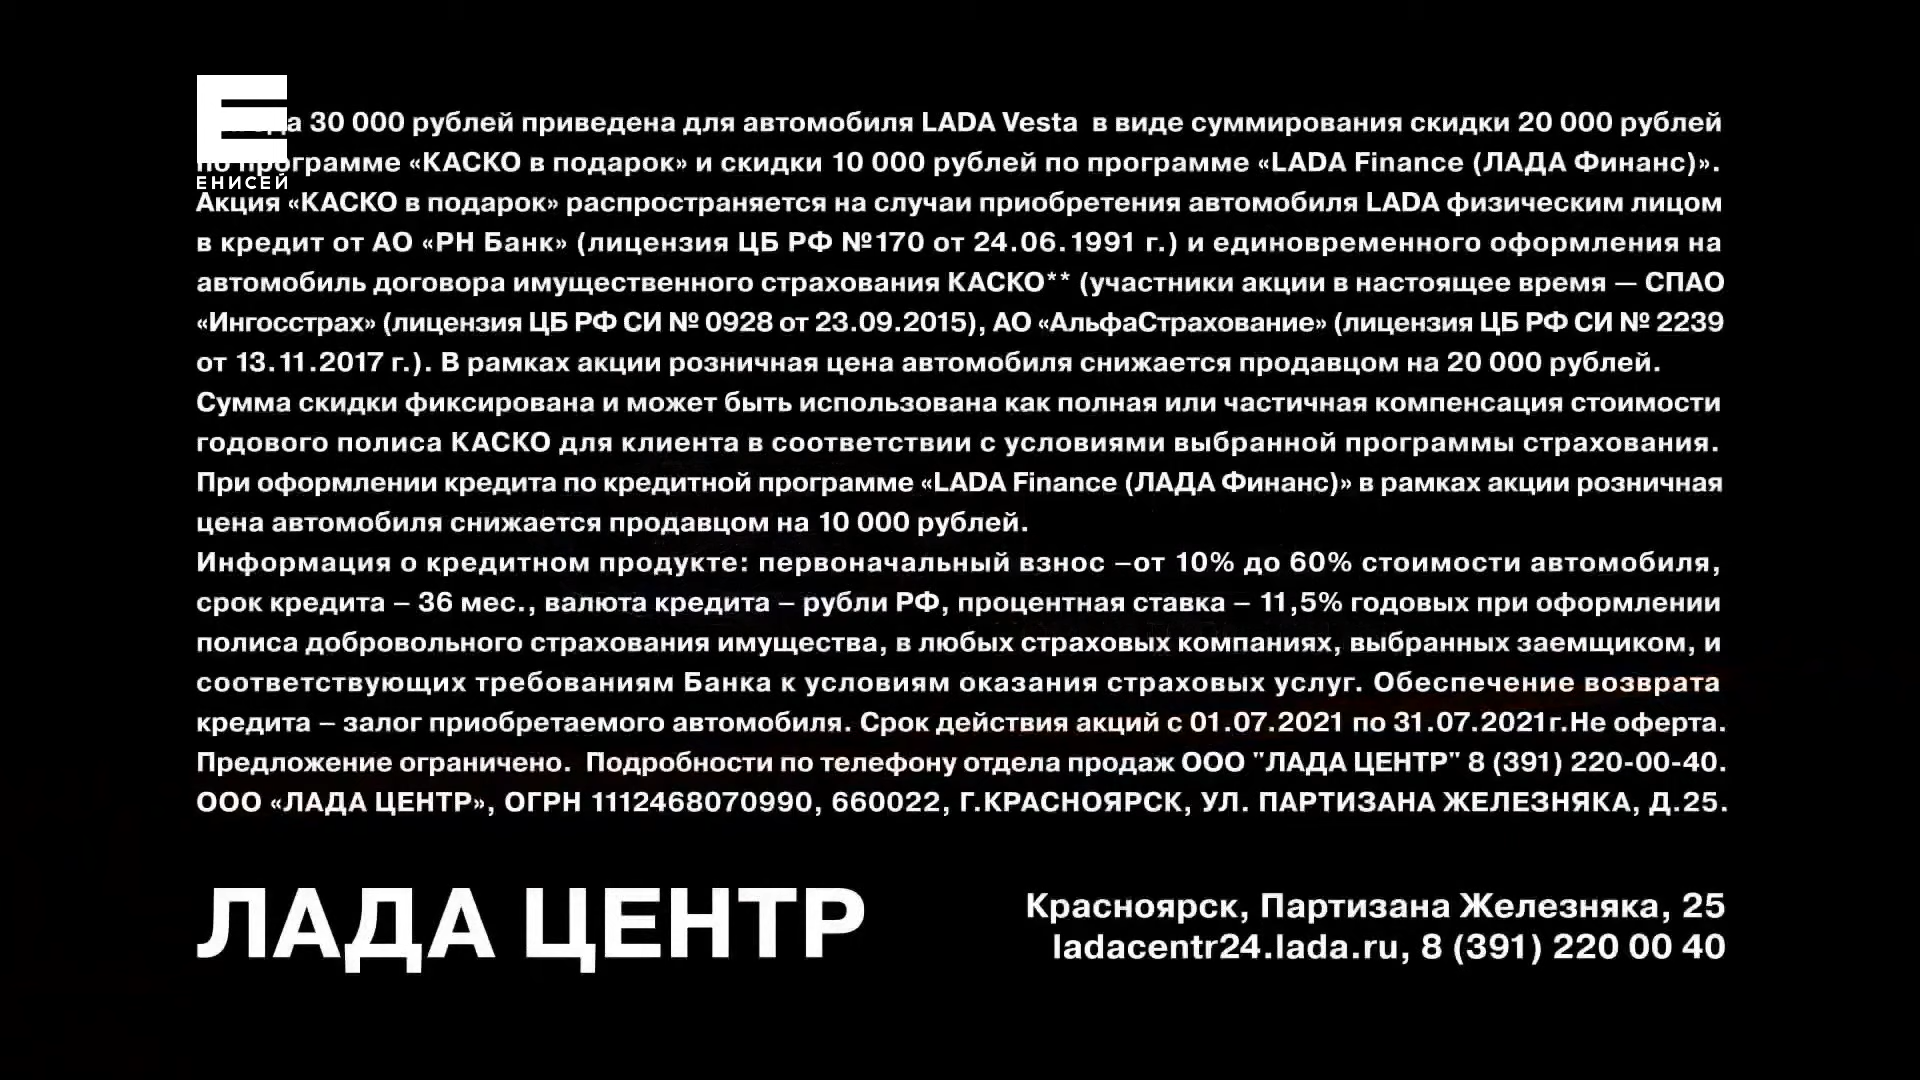 30 000 рублей приведена для автомобиля LADA Vesta в виде суммирования скидки 20 000 рублей
по программе «КАСКО в подарок» и скидки 10 000 рублей по программе «LADA Finance (ЛАДА Финанс)».
ЕНИСЕЙ
Акция «КАСКО в подарок» распространяется на случаи приобретения автомобиля LADA физическим лицом
в кредит от АО «РН Банк» (лицензия ЦБ РФ №170 от 24.06.1991 г.) и единовременного оформления на
автомобиль договора имущественного страхования КАСКО** (участники акции в настоящее время — СПАО
«Ингосстрах» (лицензия ЦБ РФ СИ № 0928 от 23.09.2015), АО «АльфаСтрахование» (лицензия ЦБ РФ СИ № 2239
от 13.11.2017 г.). В рамках акции розничная цена автомобиля снижается продавцом на 20 000 рублей.
Сумма скидки фиксирована и может быть использована как полная или частичная компенсация стоимости
годового полиса КАСКО для клиента в соответствии с условиями выбранной программы страхования.
При оформлении кредита по кредитной программе «LADA Finance (ЛАДА Финанс)» в рамках акции розничная
цена автомобиля снижается продавцом на 10 000 рублей.
Информация о кредитном продукте: первоначальный взнос –от 10% до 60% стоимости автомобиля,
срок кредита – 36 мес., валюта кредита – рубли РФ, процентная ставка – 11,5% годовых при оформлении
полиса добровольного страхования имущества, в любых страховых компаниях, выбранных заемщиком, и
соответствующих требованиям Банка к условиям оказания страховых услуг. Обеспечение возврата
кредита – залог приобретаемого автомобиля. Срок действия акций с 01.07.2021 по 31.07.2021г.Не оферта.
Предложение ограничено. Подробности по телефону отдела продаж ООО "ЛАДА ЦЕНТР" 8 (391) 220-00-40.
ООО «ЛАДА ЦЕНТР», ОГРН 1112468070990, 660022, Г.КРАСНОЯРСК, УЛ. ПАРТИЗАНА ЖЕЛЕЗНЯКА, Д.25.
ЛАДА ЦЕНТР
Красноярск, Партизана Железняка, 25
ladacentr24.lada.ru, 8 (391) 220 00 40